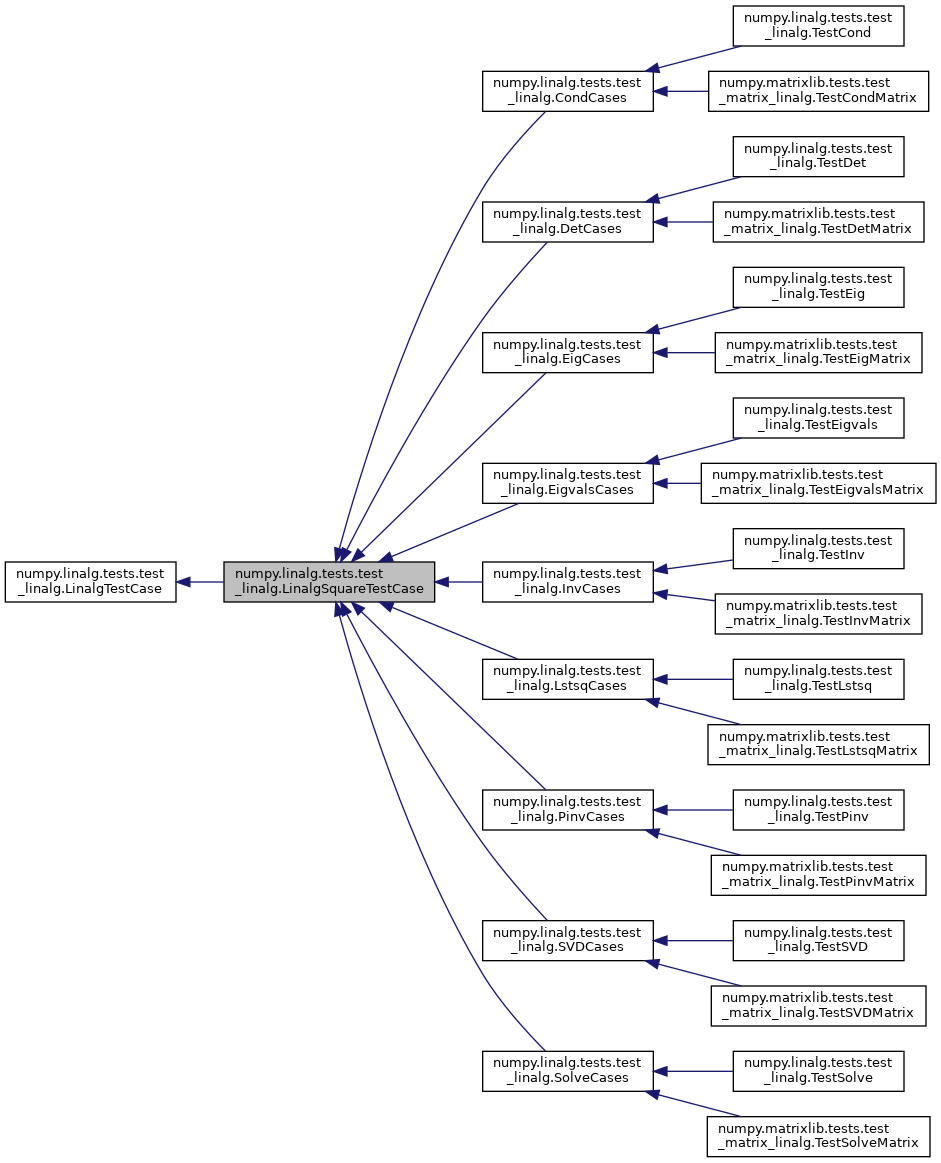 numpy.linalg.tests.test
_linalg.TestCond
numpy.linalg.tests.test
_linalg.CondCases
numpy.matrixlib.tests.test
_matrix_linalg.TestCondMatrix
numpy.linalg.tests.test
_linalg.TestDet
numpy.linalg.tests.test
_linalg.DetCases
numpy.matrixlib.tests.test
_matrix_linalg.TestDetMatrix
numpy.linalg.tests.test
_linalg.TestEig
numpy.linalg.tests.test
_linalg.EigCases
numpy.matrixlib.tests.test
_matrix_linalg.TestEigMatrix
numpy.linalg.tests.test
_linalg.TestEigvals
numpy.linalg.tests.test
_linalg.EigvalsCases
numpy.matrixlib.tests.test
_matrix_linalg.TestEigvalsMatrix
numpy.linalg.tests.test
_linalg.TestInv
numpy.linalg.tests.test
_linalg.LinalgTestCase
numpy.linalg.tests.test
_linalg.LinalgSquareTestCase
numpy.linalg.tests.test
_linalg.InvCases
numpy.matrixlib.tests.test
_matrix_linalg.TestInvMatrix
numpy.linalg.tests.test
_linalg.LstsqCases
numpy.linalg.tests.test
_linalg.TestLstsq
numpy.matrixlib.tests.test
_matrix_linalg.TestLstsqMatrix
numpy.linalg.tests.test
_linalg.PinvCases
numpy.linalg.tests.test
_linalg.TestPinv
numpy.matrixlib.tests.test
_matrix_linalg.TestPinvMatrix
numpy.linalg.tests.test
_linalg.SVDCases
numpy.linalg.tests.test
_linalg.TestSVD
numpy.matrixlib.tests.test
_matrix_linalg.TestSVDMatrix
numpy.linalg.tests.test
_linalg.SolveCases
numpy.linalg.tests.test
_linalg.TestSolve
numpy.matrixlib.tests.test
_matrix_linalg.TestSolveMatrix